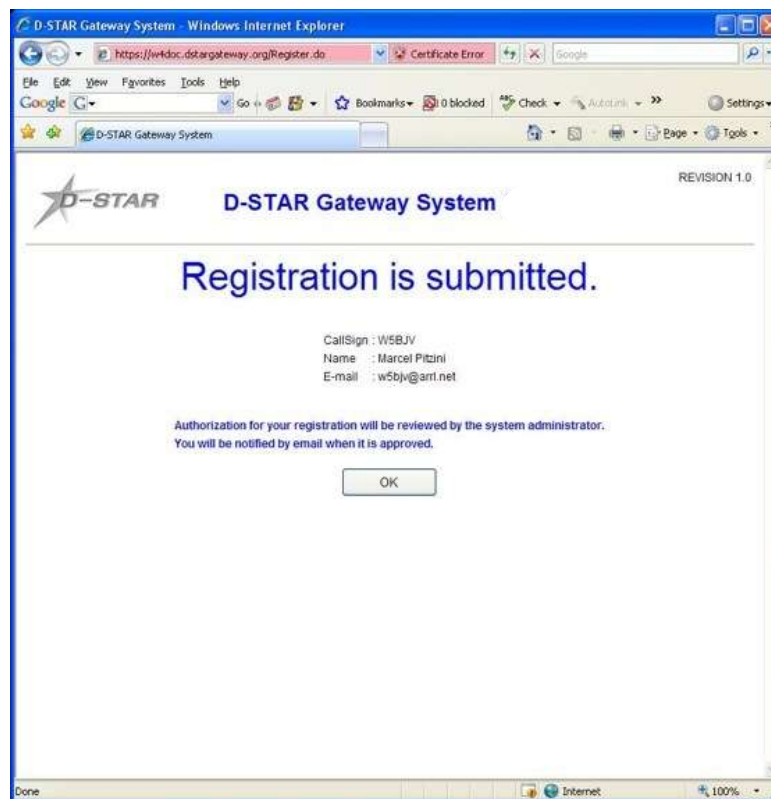 D-STAR Gateway System - Windows Internet Explorer
https://w4doc.dstargateway.org/Register.do Certificate Error Google
File Edit View Favorites Tools Help
Google G Go Bookmarks 0 blocked Check AutoLink » Settings
D-STAR Gateway System Page Tools
REVISION 1.0
D-STAR D-STAR Gateway System
Registration is submitted.
CallSign : W5BJV
Name : Marcel Pitzini
E-mail : w5bjv@arrl.net
Authorization for your registration will be reviewed by the system administrator.
You will be notified by email when it is approved.
OK
Done Internet 100%